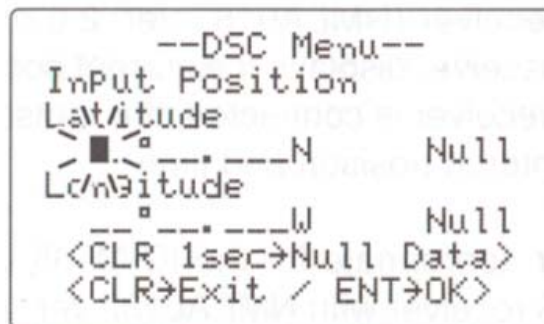 --DSC Menu--
InPut Position
Latitude
_°__.___N Null
Longitude
__°__.___W Null
<CLR 1sec→Null Data>
<CLR→Exit / ENT→OK>